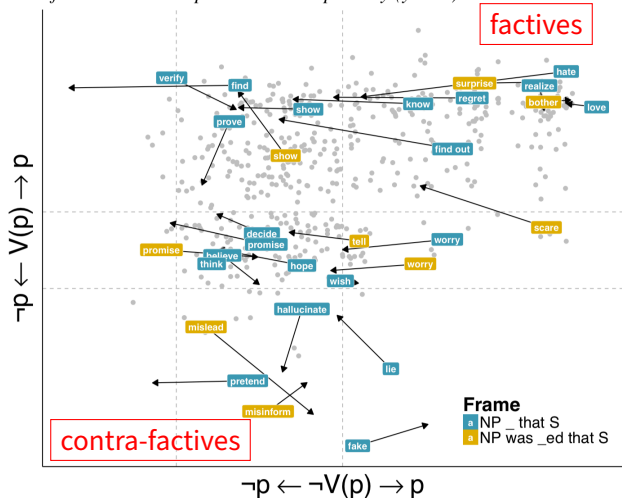 factives
hate
verify
find
surprise
realize
show
know
regret
bother
love
prove
show
find out
scare
decide
promise
tell
worry
promise
believe
think
hope
worry
wish
hallucinate
mislead
lie
pretend
misinform
fake
contra-factives
Frame
a NP _ that S
a NP was _ed that S
¬p ← V(p) → p
¬p ← ¬V(p) → p